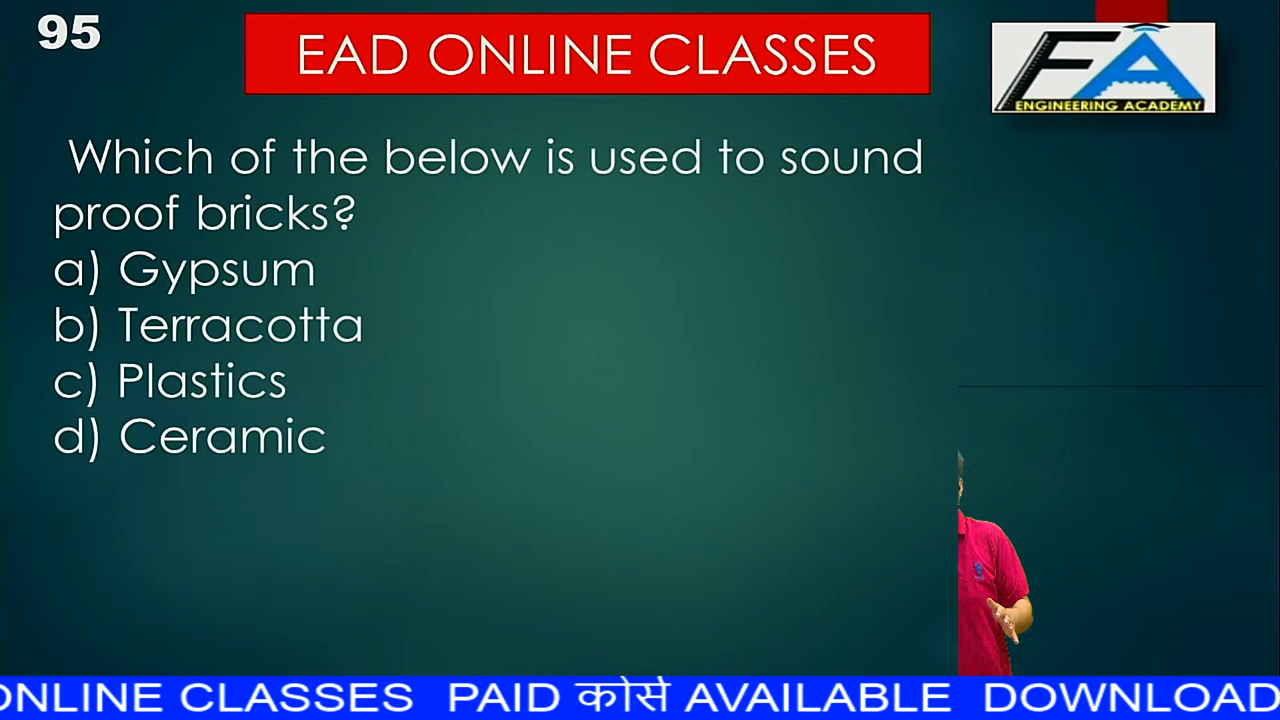 95
EAD ONLINE CLASSES
ENGINEERING ACADEMY
Which of the below is used to sound
proof bricks?
a) Gypsum
b) Terracotta
c) Plastics
d) Ceramic
ONLINE CLASSES PAID कोर्स AVAILABLE DOWNLOAD